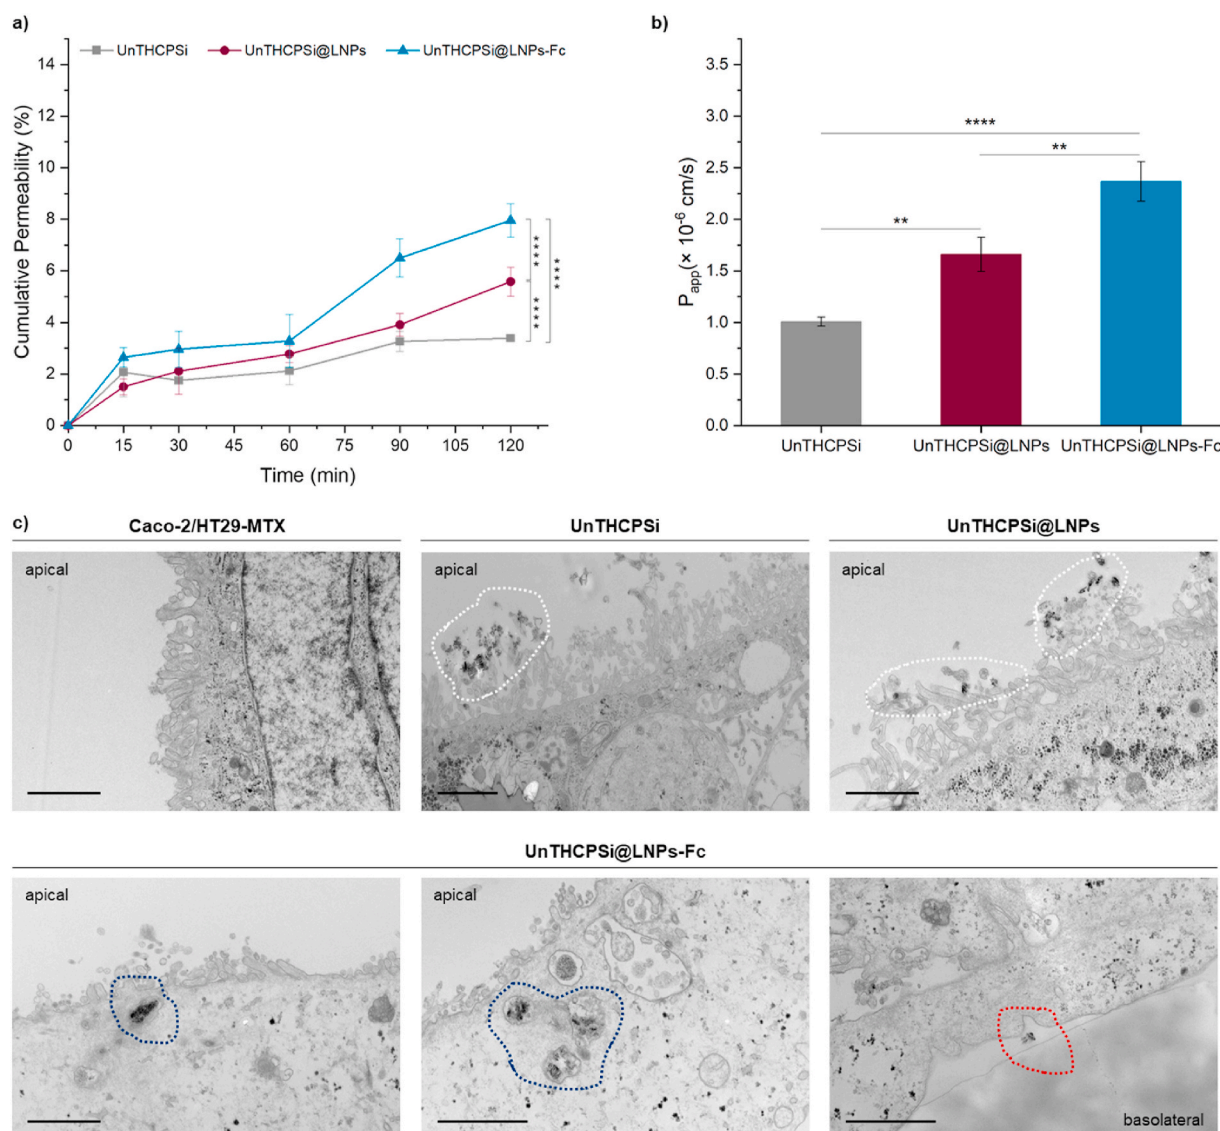 a)
UnTHCPSi UnTHCPSi@LNPs UnTHCPSi@LNPs-Fc
14
12
10
8
6
4
2
0
Cumulative Permeability (%)
0 15 30 45 60 75 90 105 120
Time (min)
****
****
****
*
b)
3.5
3.0
2.5
2.0
1.5
1.0
0.5
0.0
Papp(× 10-6 cm/s)
****
**
**
UnTHCPSi UnTHCPSi@LNPs UnTHCPSi@LNPs-Fc
c)
Caco-2/HT29-MTX UnTHCPSi UnTHCPSi@LNPs
apical apical apical
UnTHCPSi@LNPs-Fc
apical apical
basolateral